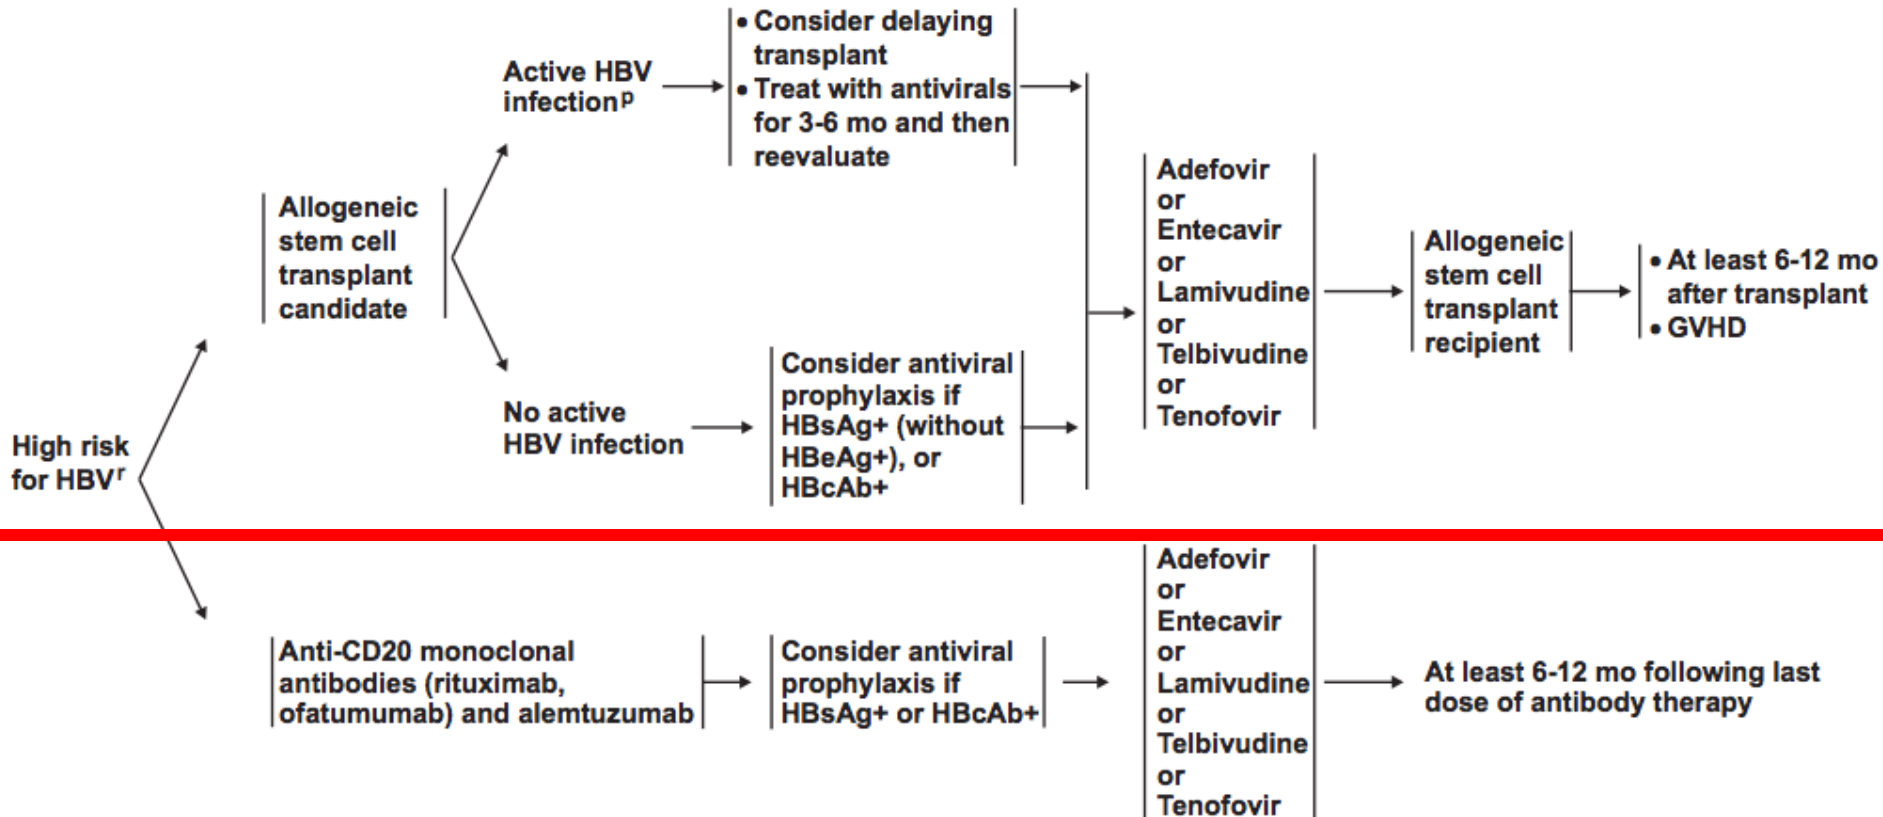 High risk
for HBVr
Allogeneic
stem cell
transplant
candidate
Active HBV
infectionp
• Consider delaying
transplant
• Treat with antivirals
for 3-6 mo and then
reevaluate
No active
HBV infection
Consider antiviral
prophylaxis if
HBsAg+ (without
HBeAg+), or
HBcAb+
Adefovir
or
Entecavir
or
Lamivudine
or
Telbivudine
or
Tenofovir
Allogeneic
stem cell
transplant
recipient
• At least 6-12 mo
after transplant
• GVHD
Anti-CD20 monoclonal
antibodies (rituximab,
ofatumumab) and alemtuzumab
Consider antiviral
prophylaxis if
HBsAg+ or HBcAb+
Adefovir
or
Entecavir
or
Lamivudine
or
Telbivudine
or
Tenofovir
At least 6-12 mo following last
dose of antibody therapy